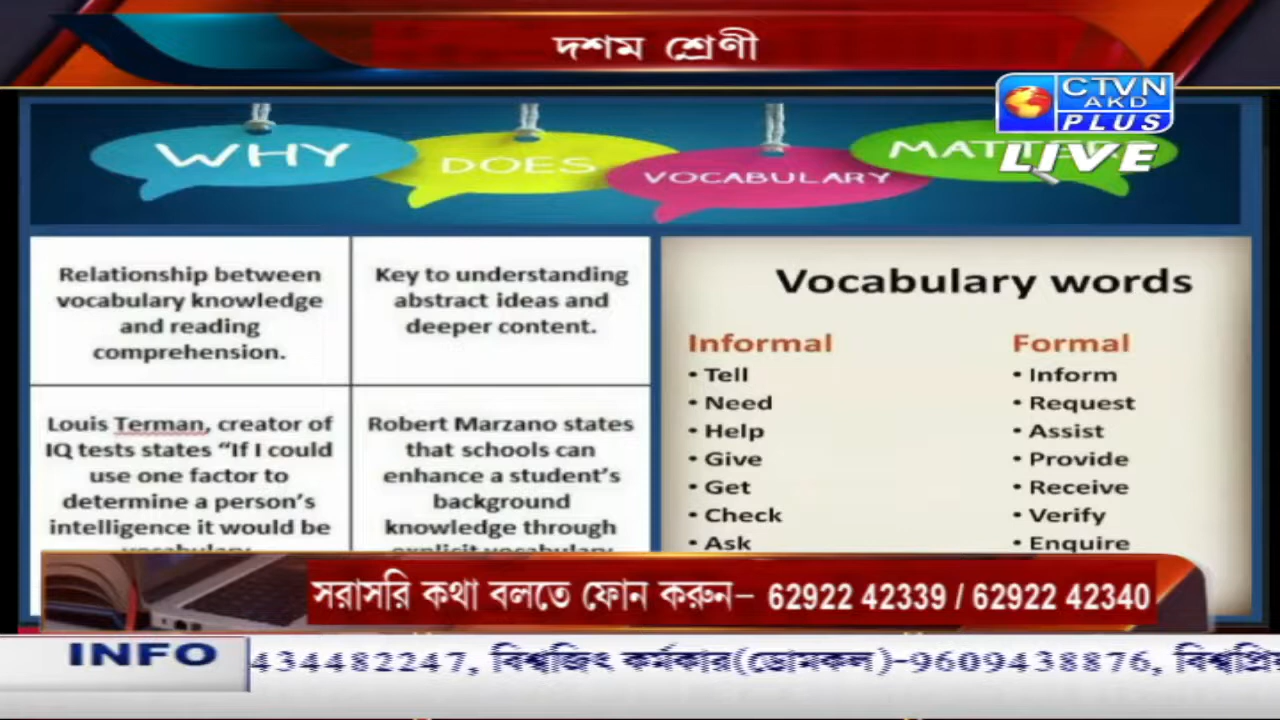 দশম শ্রেণী
CTVN
AKD
PLUS
LIVE
WHY DOES VOCABULARY
Relationship between
vocabulary knowledge
and reading
comprehension.
Key to understanding
abstract ideas and
deeper content.
Louis Terman, creator of
IQ tests states “If I could
use one factor to
determine a person’s
intelligence it would be
Robert Marzano states
that schools can
enhance a student’s
background
knowledge through
Vocabulary words
Informal
• Tell
• Need
• Help
• Give
• Get
• Check
• Ask
Formal
• Inform
• Request
• Assist
• Provide
• Receive
• Verify
• Enquire
সরাসরি কথা বলতে ফোন করুন– 62922 42339 / 62922 42340
INFO
434482247, বিশ্বজিৎ কর্মকার(ডোমকল)-9609438876,